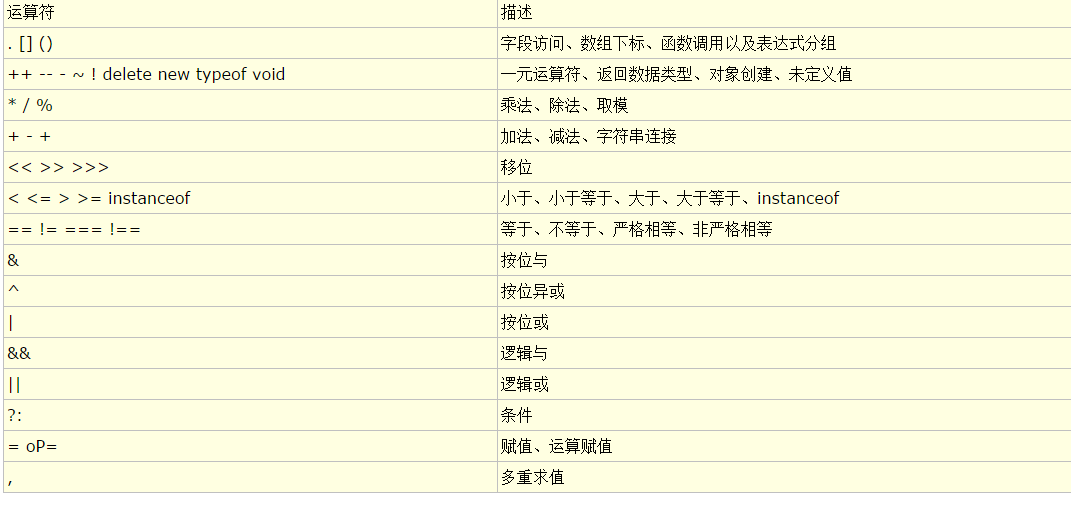 运算符 描述
. [] () 字段访问、数组下标、函数调用以及表达式分组
++ -- - ~ ! delete new typeof void 一元运算符、返回数据类型、对象创建、未定义值
* / % 乘法、除法、取模
+ - + 加法、减法、字符串连接
<< >> >>> 移位
< <= > >= instanceof 小于、小于等于、大于、大于等于、instanceof
== != === !== 等于、不等于、严格相等、非严格相等
& 按位与
^ 按位异或
| 按位或
&& 逻辑与
|| 逻辑或
?: 条件
= oP= 赋值、运算赋值
, 多重求值